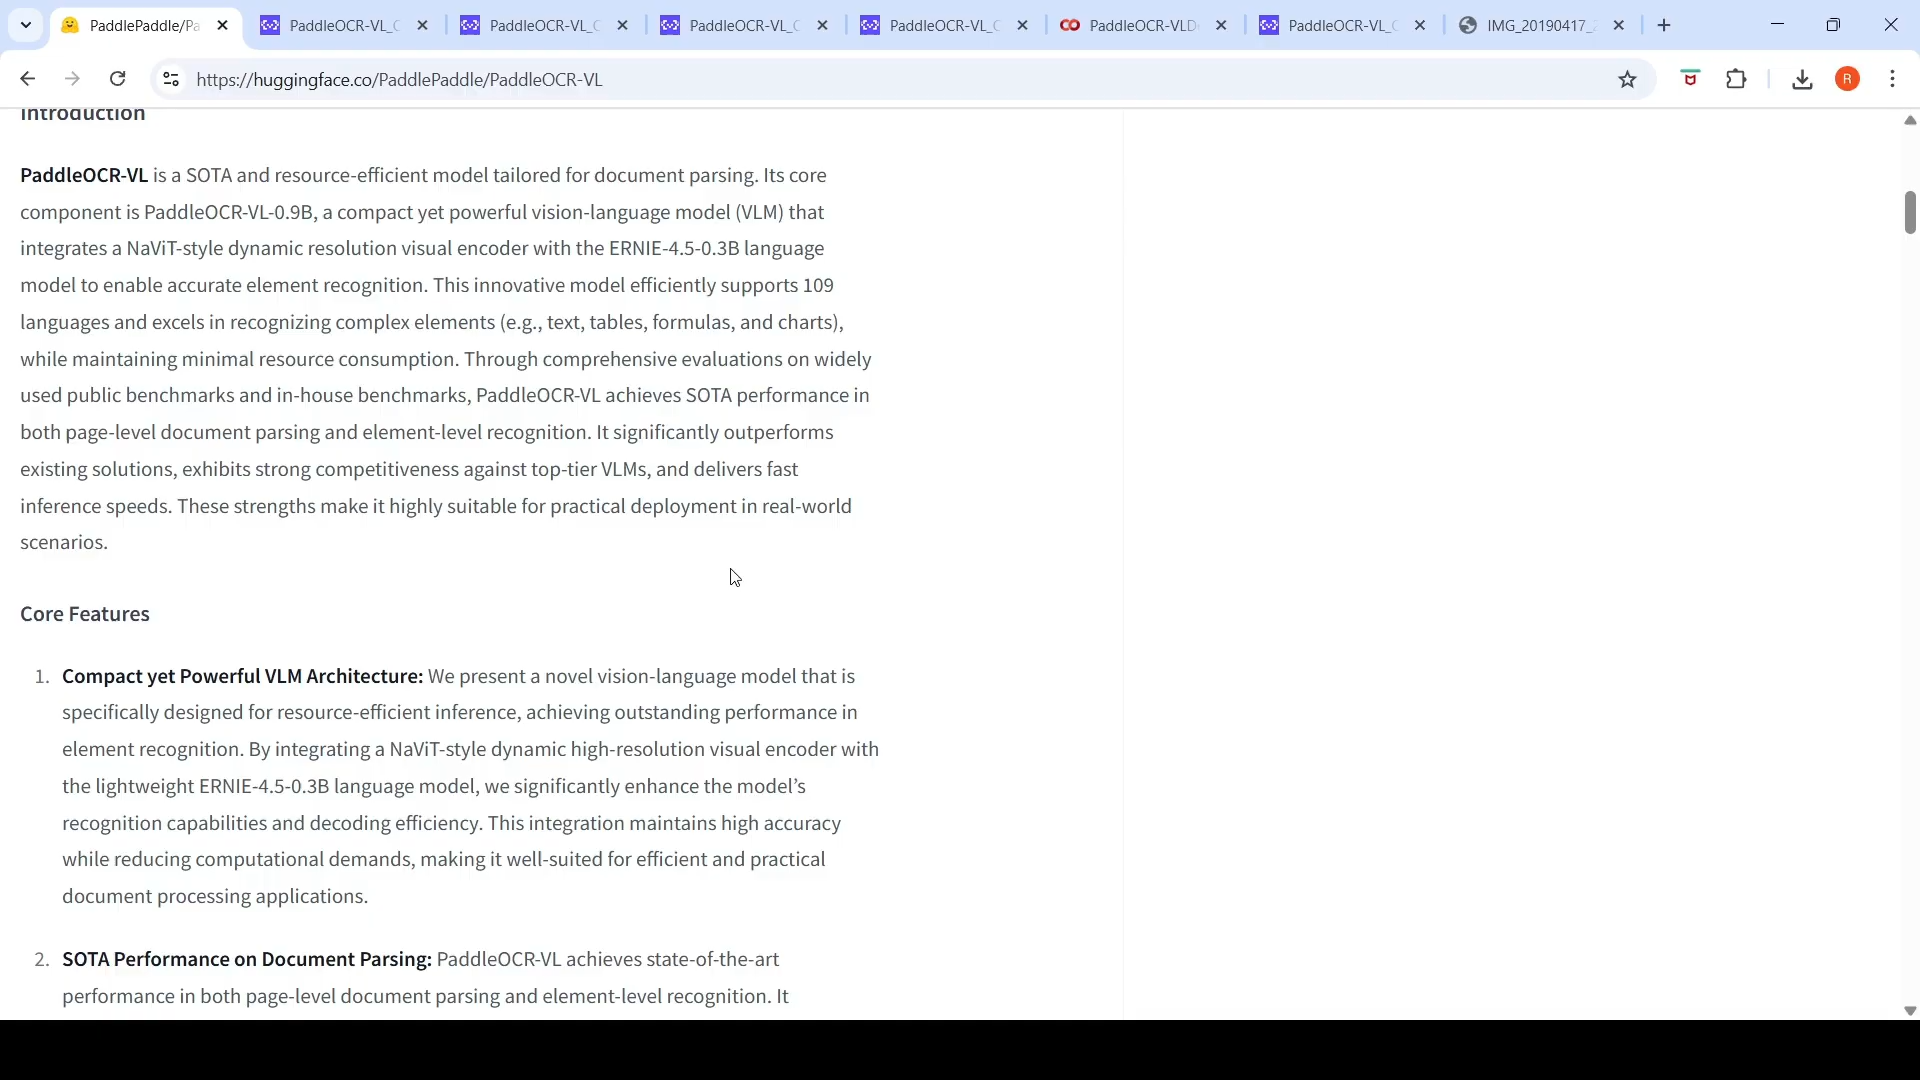 PaddlePaddle/Pa
PaddleOCR-VL_C
PaddleOCR-VL_C
PaddleOCR-VL_C
PaddleOCR-VL_C
PaddleOCR-VLD
PaddleOCR-VL_C
IMG_20190417_
https://huggingface.co/PaddlePaddle/PaddleOCR-VL
R
Introduction
PaddleOCR-VL is a SOTA and resource-efficient model tailored for document parsing. Its core
component is PaddleOCR-VL-0.9B, a compact yet powerful vision-language model (VLM) that
integrates a NaViT-style dynamic resolution visual encoder with the ERNIE-4.5-0.3B language
model to enable accurate element recognition. This innovative model efficiently supports 109
languages and excels in recognizing complex elements (e.g., text, tables, formulas, and charts),
while maintaining minimal resource consumption. Through comprehensive evaluations on widely
used public benchmarks and in-house benchmarks, PaddleOCR-VL achieves SOTA performance in
both page-level document parsing and element-level recognition. It significantly outperforms
existing solutions, exhibits strong competitiveness against top-tier VLMs, and delivers fast
inference speeds. These strengths make it highly suitable for practical deployment in real-world
scenarios.
Core Features
1. Compact yet Powerful VLM Architecture: We present a novel vision-language model that is
specifically designed for resource-efficient inference, achieving outstanding performance in
element recognition. By integrating a NaViT-style dynamic high-resolution visual encoder with
the lightweight ERNIE-4.5-0.3B language model, we significantly enhance the model’s
recognition capabilities and decoding efficiency. This integration maintains high accuracy
while reducing computational demands, making it well-suited for efficient and practical
document processing applications.
2. SOTA Performance on Document Parsing: PaddleOCR-VL achieves state-of-the-art
performance in both page-level document parsing and element-level recognition. It